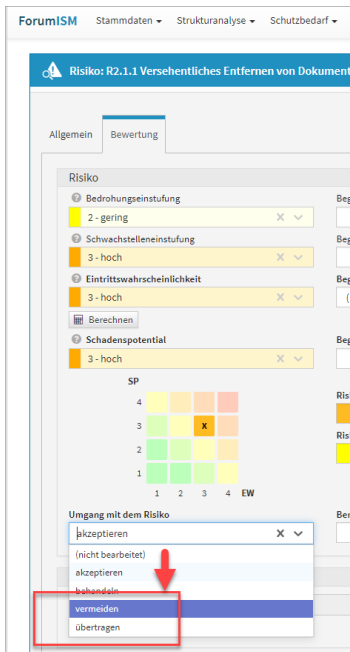 ForumISM Stammdaten Strukturanalyse Schutzbedarf
Risiko: R2.1.1 Versehentliches Entfernen von Dokument
Allgemein Bewertung
Risiko
Bedrohungseinstufung Beg
2 - gering
Schwachstelleneinstufung Beg
3 - hoch
Eintrittswahrscheinlichkeit Beg
3 - hoch (
Berechnen
Schadenspotential Beg
3 - hoch
SP
4 Ris
3 X
Ris
2
1
1 2 3 4 EW
Umgang mit dem Risiko Ber
akzeptieren
(nicht bearbeitet)
akzeptieren
behandeln
vermeiden
übertragen